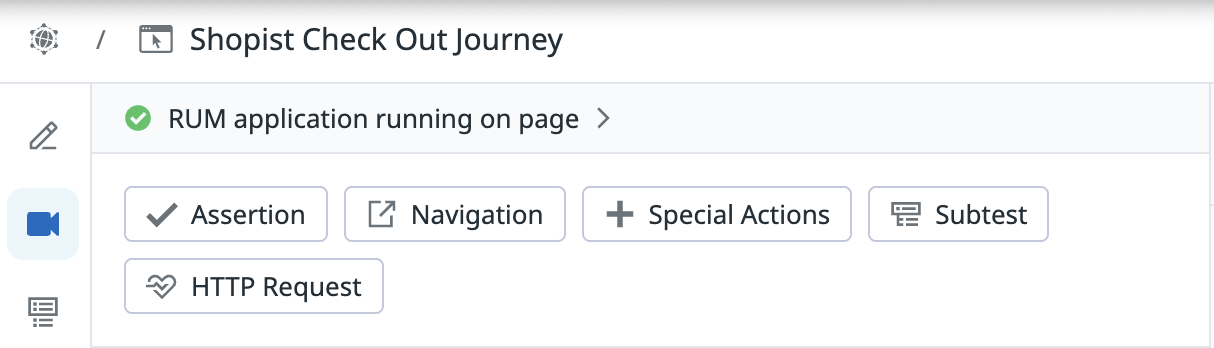 / Shopist Check Out Journey
RUM application running on page
Assertion Navigation Special Actions Subtest
HTTP Request